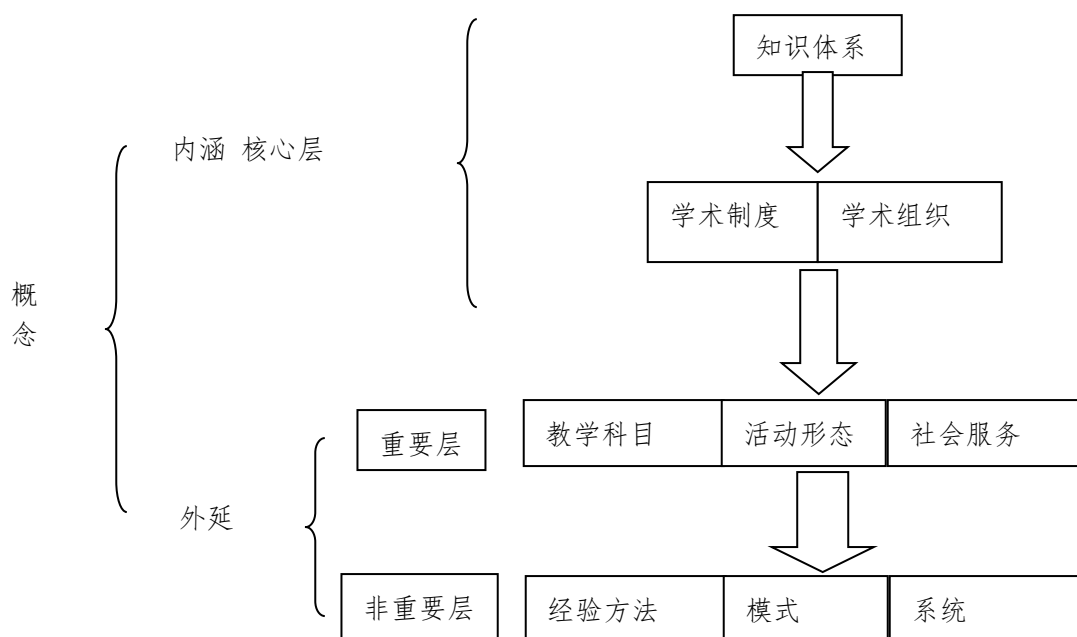 知识体系
内涵 核心层
学术制度 学术组织
概
念
重要层 教学科目 活动形态 社会服务
外延
非重要层 经验方法 模式 系统